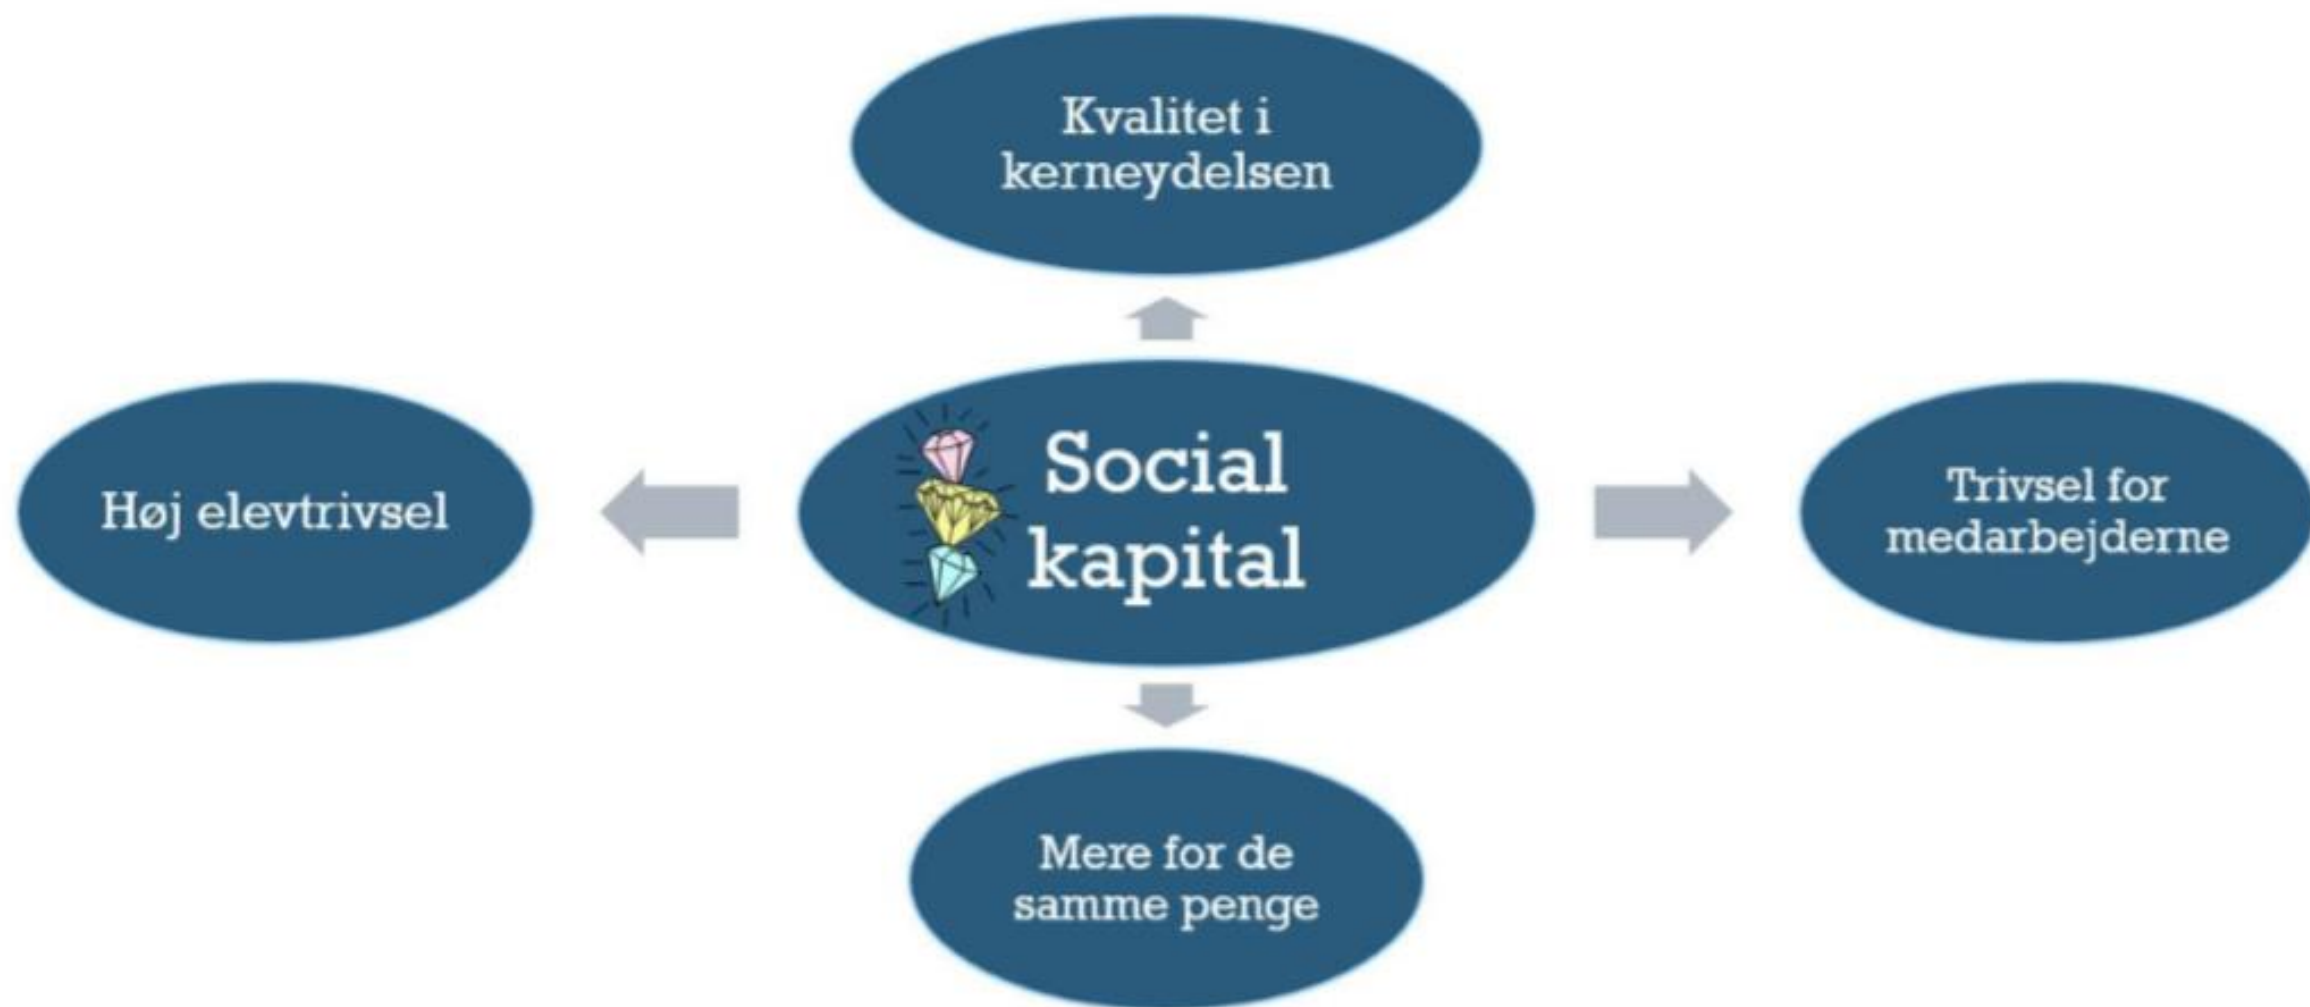 Kvalitet i
kerneydelsen
Høj elevtrivsel
Social
kapital
Trivsel for
medarbejderne
Mere for de
samme penge